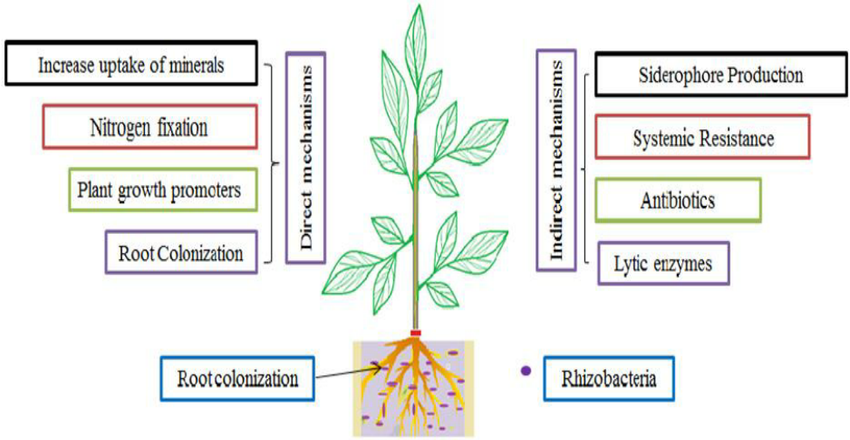 Increase uptake of minerals
Nitrogen fixation
Plant growth promoters
Root Colonization
Direct mechanisms
Indirect mechanisms
Siderophore Production
Systemic Resistance
Antibiotics
Lytic enzymes
Root colonization
Rhizobacteria